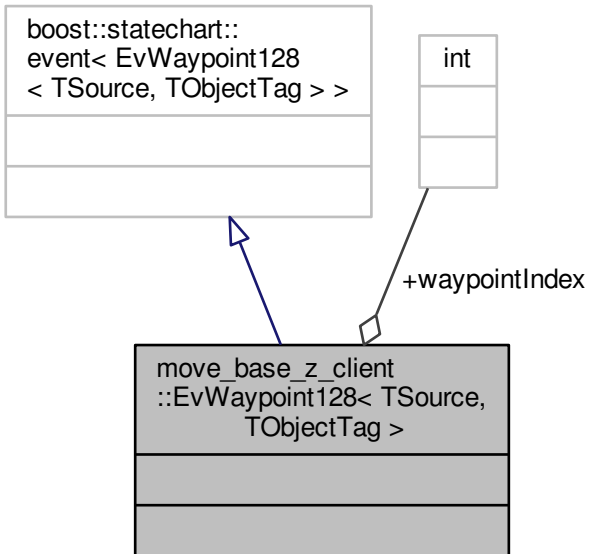 boost::statechart::
event< EvWaypoint128
< TSource, TObjectTag > >
int
+waypointIndex
move_base_z_client
::EvWaypoint128< TSource,
TObjectTag >